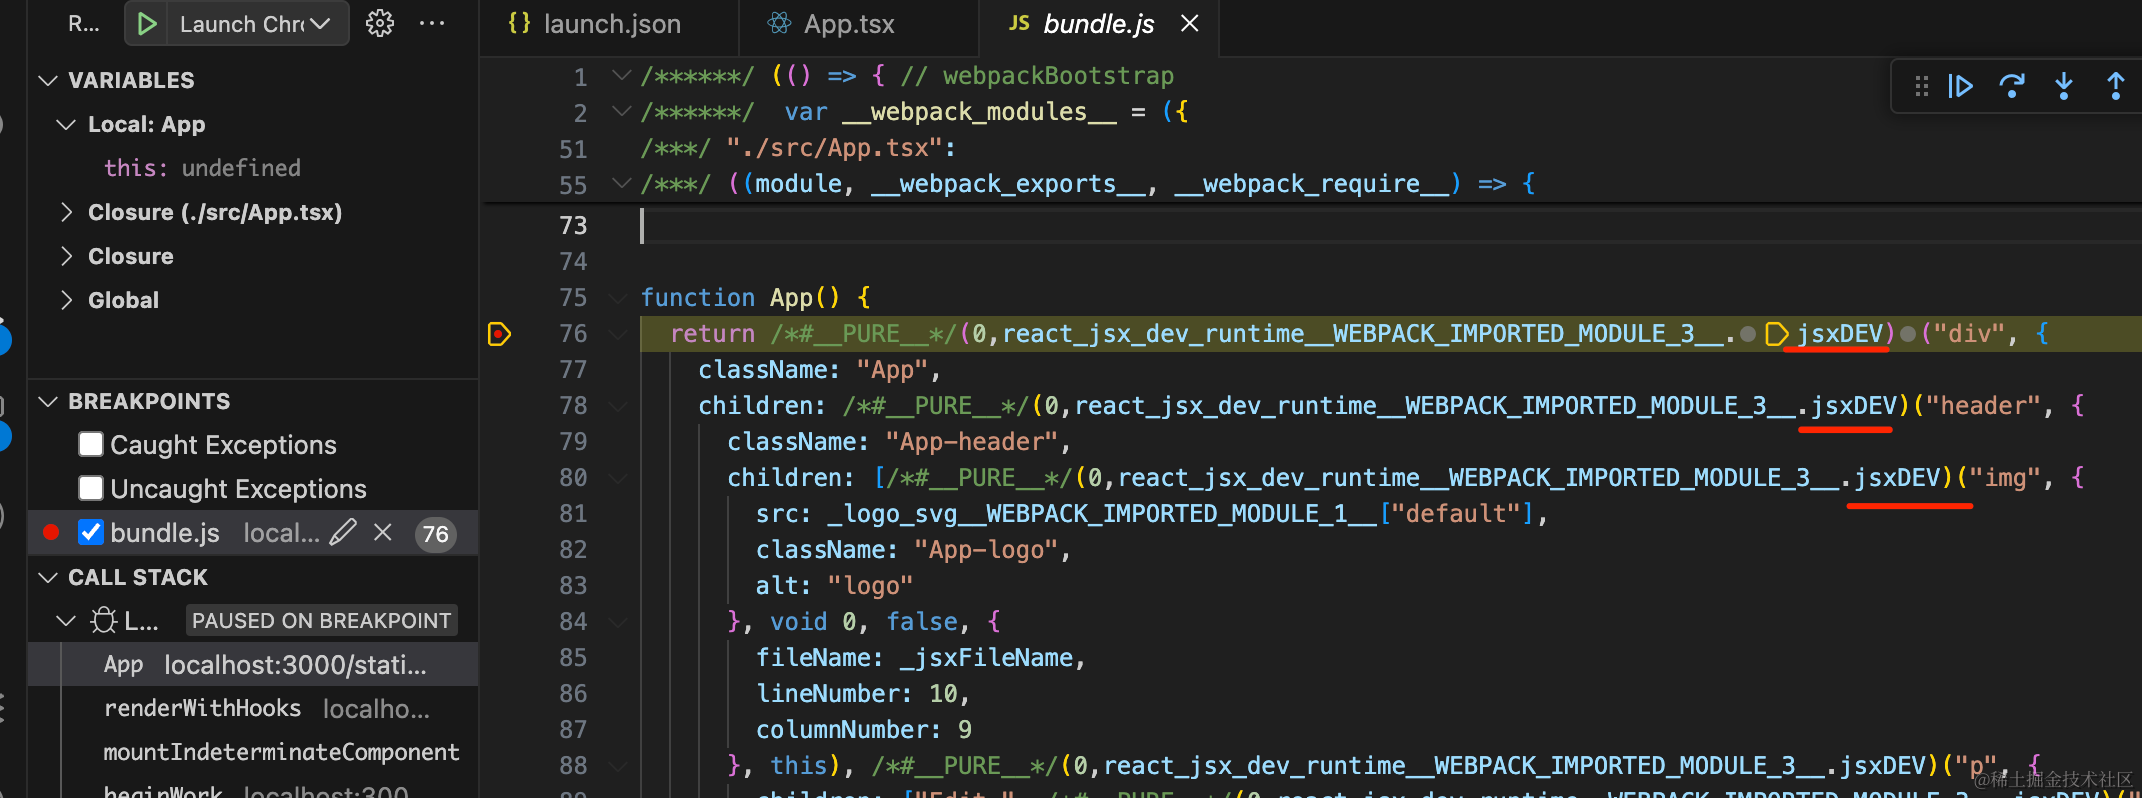 R...
Launch Chr
VARIABLES
Local: App
this: undefined
Closure (./src/App.tsx)
Closure
Global
BREAKPOINTS
Caught Exceptions
Uncaught Exceptions
bundle.js local... 76
CALL STACK
L... PAUSED ON BREAKPOINT
App localhost:3000/stati...
renderWithHooks localho...
mountIndeterminateComponent
beginWork localhost:300
launch.json
App.tsx
JS bundle.js
1 /******/ (() => { // webpackBootstrap
2 /******/ var __webpack_modules__ = ({
51 /***/ "./src/App.tsx":
55 /***/ ((module, __webpack_exports__, __webpack_require__) => {
73
74
75 function App() {
76 return /*#__PURE__*/(0,react_jsx_dev_runtime__WEBPACK_IMPORTED_MODULE_3__.jsxDEV)("div", {
77 className: "App",
78 children: /*#__PURE__*/(0,react_jsx_dev_runtime__WEBPACK_IMPORTED_MODULE_3__.jsxDEV)("header", {
79 className: "App-header",
80 children: [/*#__PURE__*/(0,react_jsx_dev_runtime__WEBPACK_IMPORTED_MODULE_3__.jsxDEV)("img", {
81 src: _logo_svg__WEBPACK_IMPORTED_MODULE_1__["default"],
82 className: "App-logo",
83 alt: "logo"
84 }, void 0, false, {
85 fileName: _jsxFileName,
86 lineNumber: 10,
87 columnNumber: 9
88 }, this), /*#__PURE__*/(0,react_jsx_dev_runtime__WEBPACK_IMPORTED_MODULE_3__.jsxDEV)("p", {
@稀土掘金技术社区